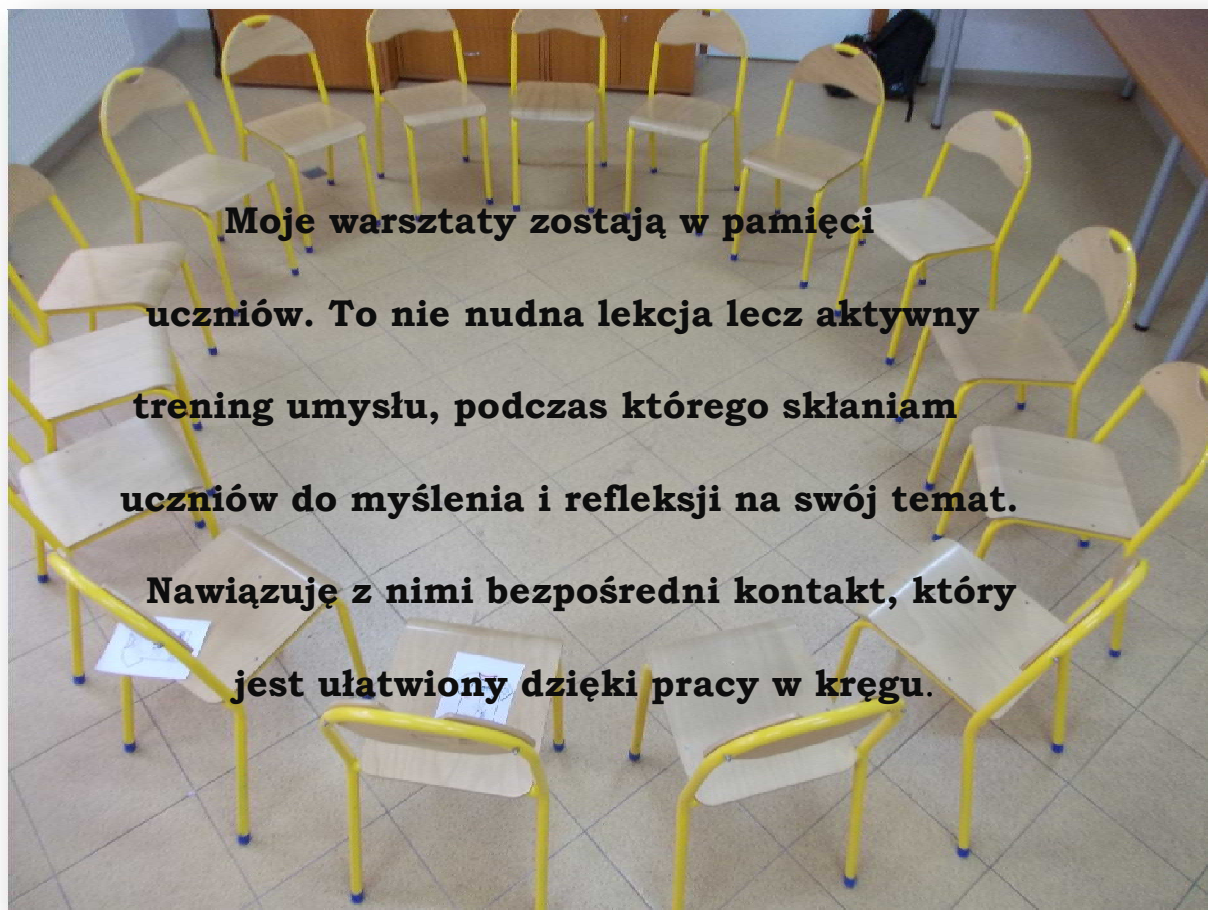 Moje warsztaty zostają w pamięci
uczniów. To nie nudna lekcja lecz aktywny
trening umysłu, podczas którego skłaniam
uczniów do myślenia i refleksji na swój temat.
Nawiązuję z nimi bezpośredni kontakt, który
jest ułatwiony dzięki pracy w kręgu.